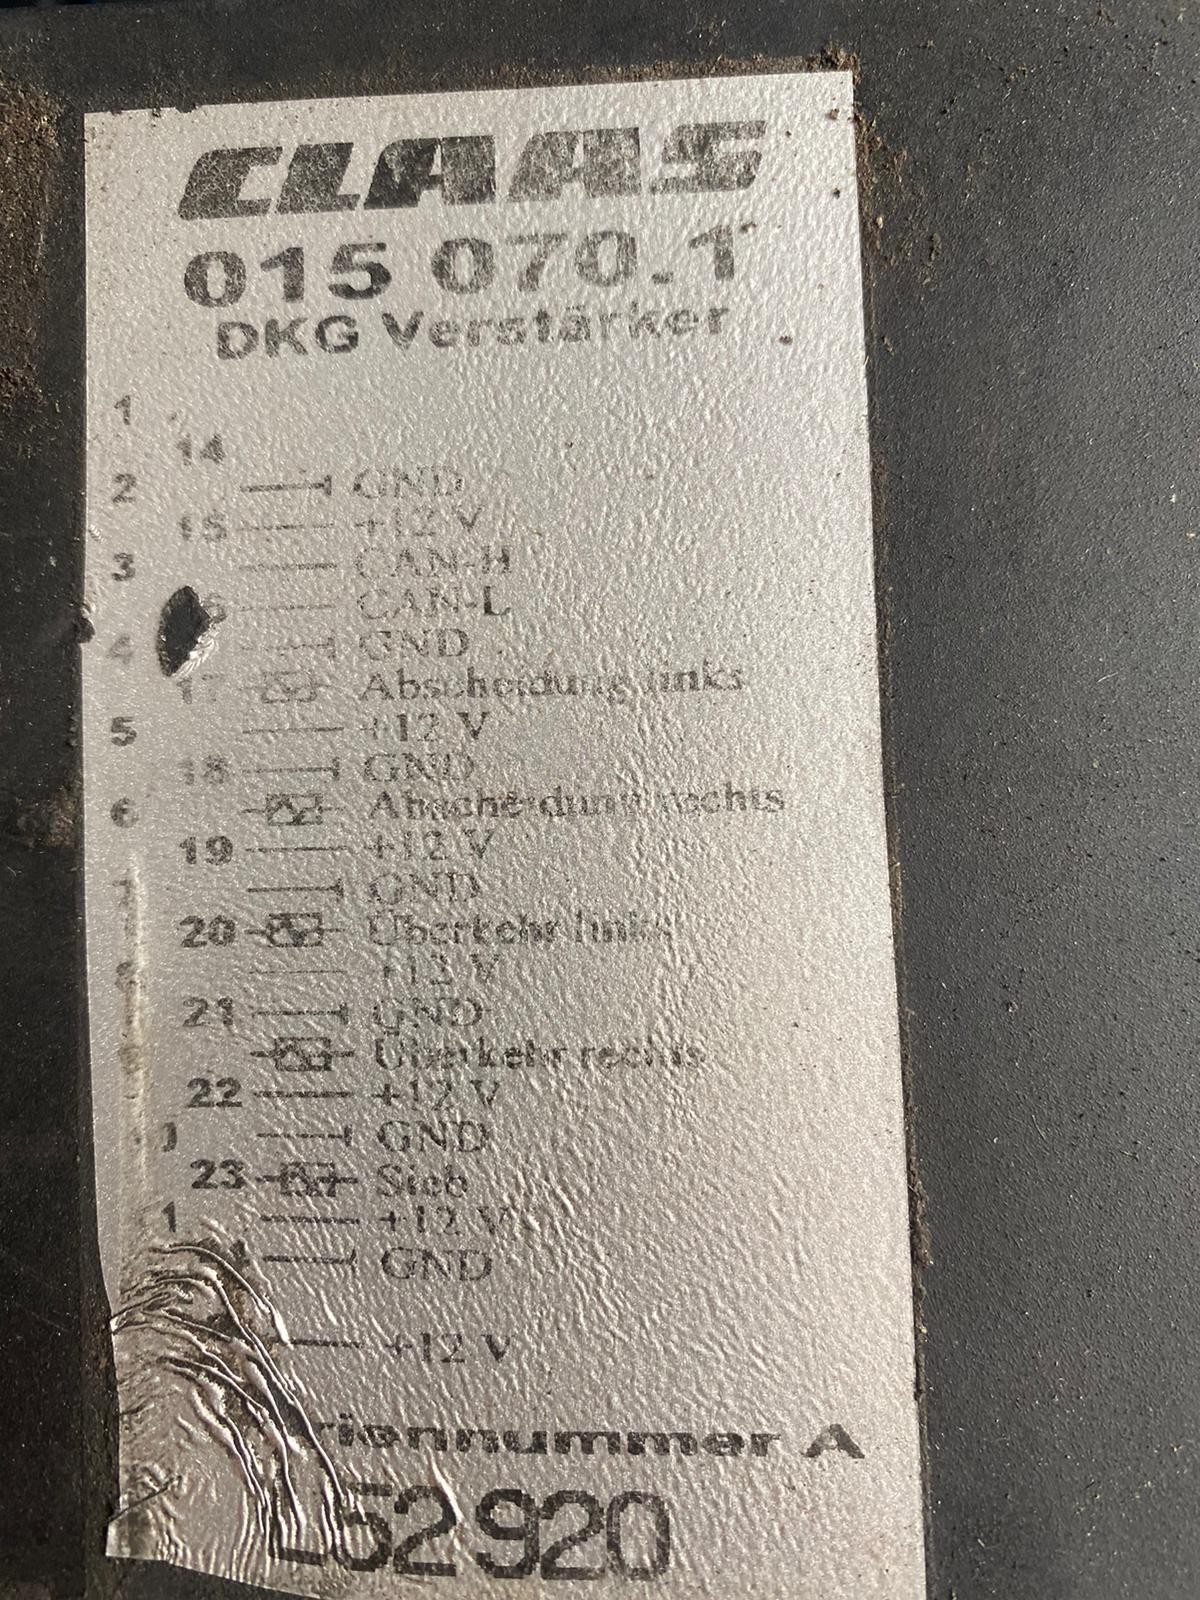 CLAAS
015 070.1
DKG Verstärker
1
14
2 GND
15 +12 V
3 CAN-H
CAN-L
4 GND
17 Abscheidung links
5 +12 V
18 GND
6 Abscheidung rechts
19 +12 V
GND
20 Überkehr links
8 +12 V
21 GND
Überkehr rechts
22 +12 V
GND
23 Sieb
+12 V
GND
+12 V
A
52920